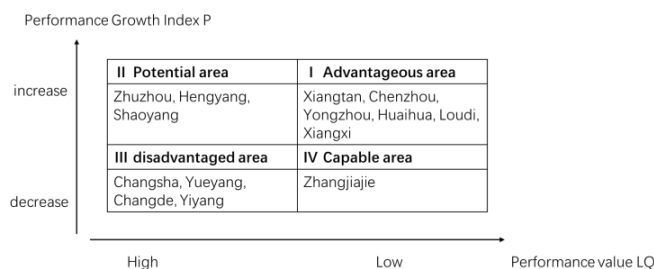 Performance Growth Index P
increase
II Potential area
I Advantageous area
Zhuzhou, Hengyang,
Shaoyang
Xiangtan, Chenzhou,
Yongzhou, Huaihua, Loudi,
Xiangxi
III disadvantaged area
IV Capable area
Changsha, Yueyang,
Changde, Yiyang
Zhangjiajie
decrease
High
Low
Performance value LQ